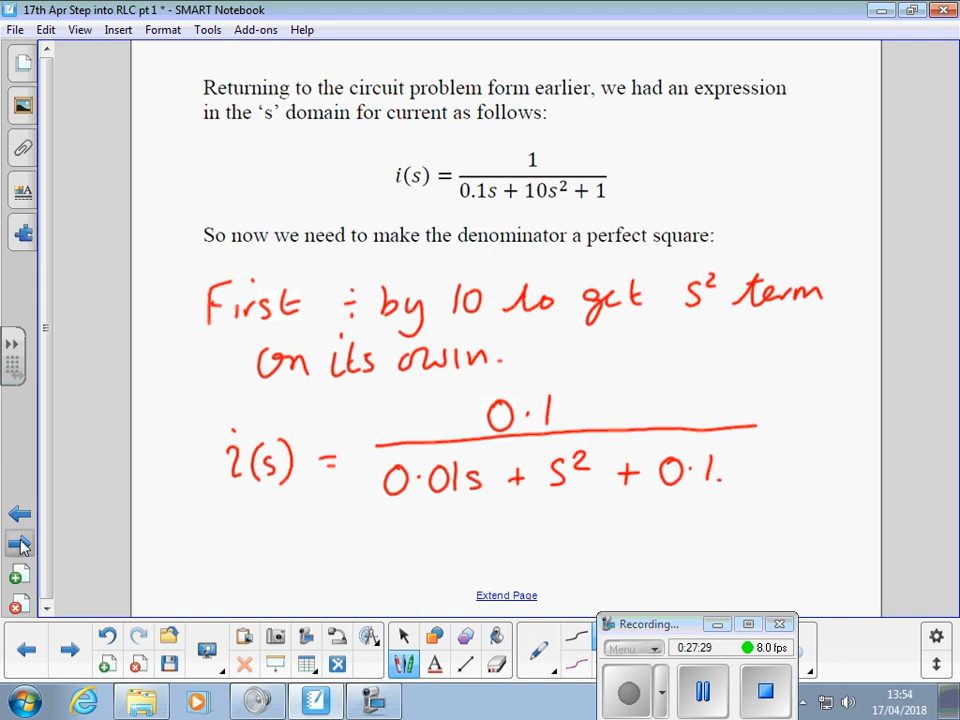 17th Apr Step into RLC pt 1 * - SMART Notebook
File Edit View Insert Format Tools Add-ons Help
Returning to the circuit problem form earlier, we had an expression
in the ‘s’ domain for current as follows:
i(s) = 1 / (0.1s + 10s² + 1)
So now we need to make the denominator a perfect square:
First ÷ by 10 to get s² term
on its own.
i(s) = 0.1 / (0.01s + s² + 0.1)
Extend Page
Recording...
Menu
0:27:29
8.0 fps
13:54
17/04/2018